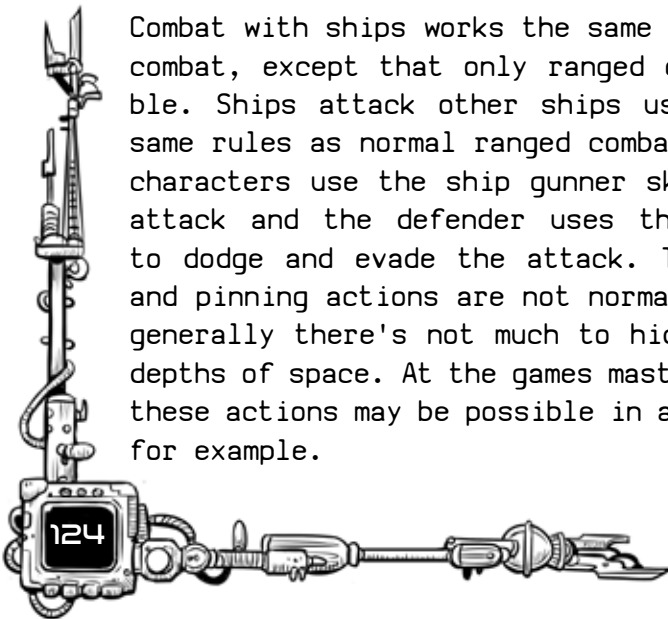 Combat with ships works the same
combat, except that only ranged
ble. Ships attack other ships us
same rules as normal ranged comba
characters use the ship gunner sk
attack and the defender uses th
to dodge and evade the attack. T
and pinning actions are not norma
generally there's not much to hid
depths of space. At the games mast
these actions may be possible in a
for example.
124